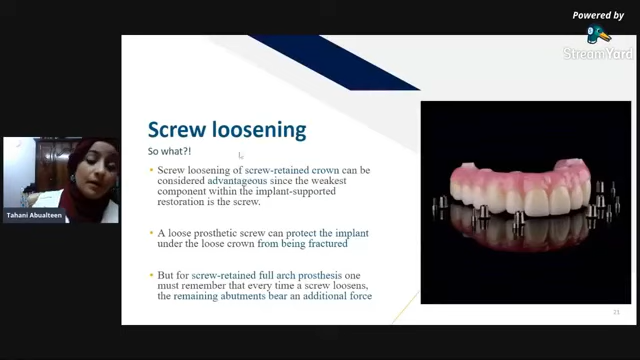 Powered by
StreamYard
Screw loosening
So what?!
• Screw loosening of screw-retained crown can be
considered advantageous since the weakest
component within the implant-supported
restoration is the screw.
• A loose prosthetic screw can protect the implant
under the loose crown from being fractured
• But for screw-retained full arch prosthesis one
must remember that every time a screw loosens,
the remaining abutments bear an additional force
Tahani Abualteen
21